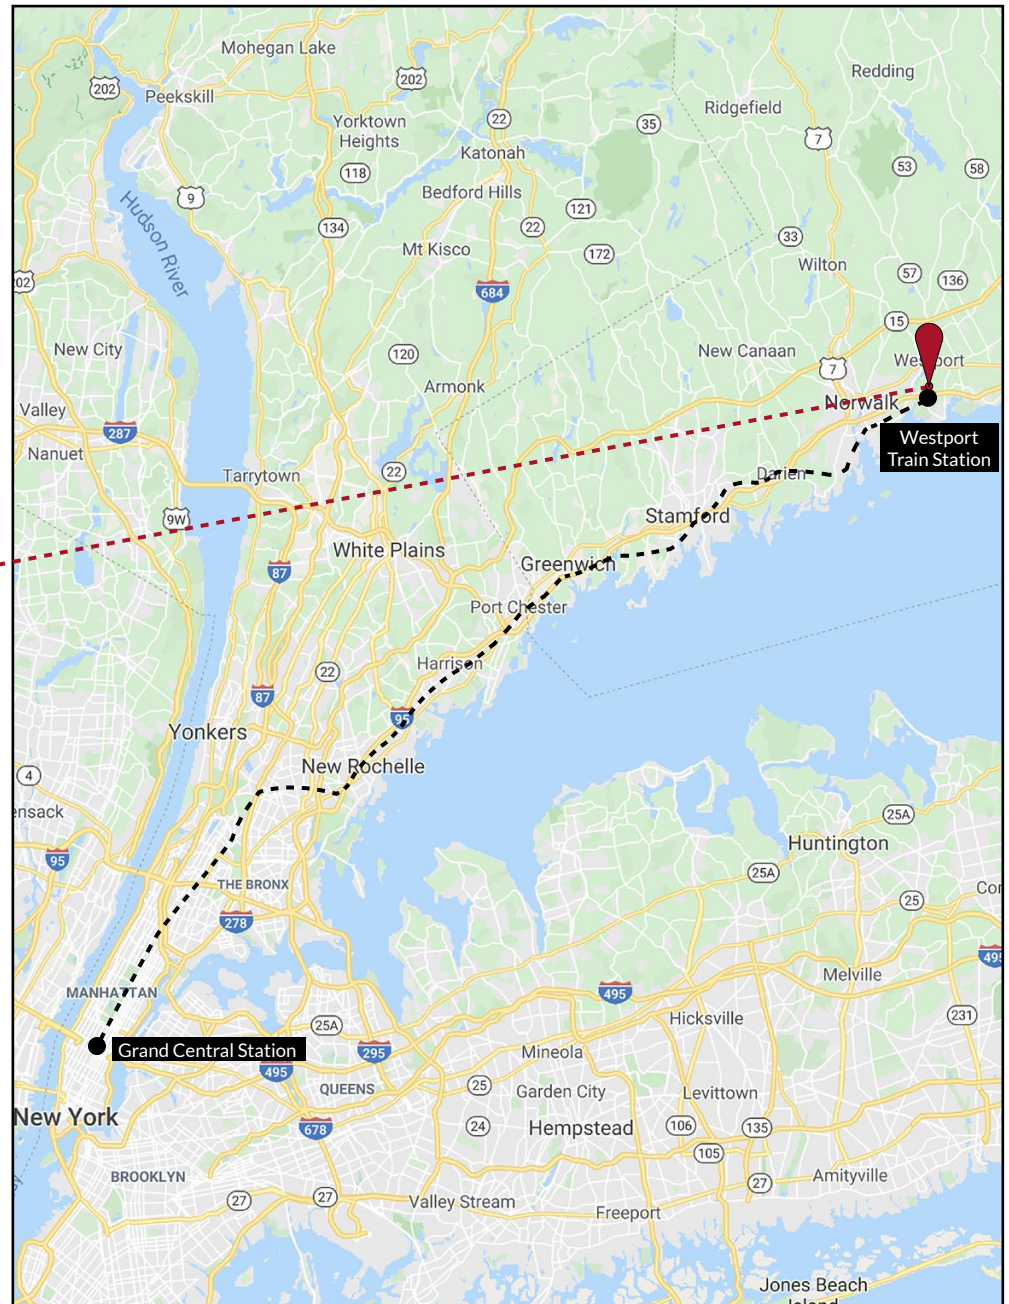 Mohegan Lake
Redding
202
202
Peekskill
Ridgefield
Yorktown
Heights
22
35
7
Katonah
53
58
118
Bedford Hills
9
121
Hudson River
134
22
33
Mt Kisco
172
Wilton
57
136
202
684
15
New City
120
New Canaan
Westport
7
Armonk
Valley
Norwalk
287
Westport
Train Station
Nanuet
Tarrytown
22
Darien
9W
Stamford
White Plains
87
Greenwich
Port Chester
Harrison
22
87
95
Yonkers
New Rochelle
4
ensack
25A
Huntington
95
25A
THE BRONX
Cor
25
278
495
Melville
MANHATTAN
495
231
Hicksville
25A
Grand Central Station
295
Mineola
495
QUEENS
25
Garden City
Levittown
New York
678
24
Hempstead
106
135
105
BROOKLYN
Amityville
27
27
27
Valley Stream
Freeport
Jones Beach
Island